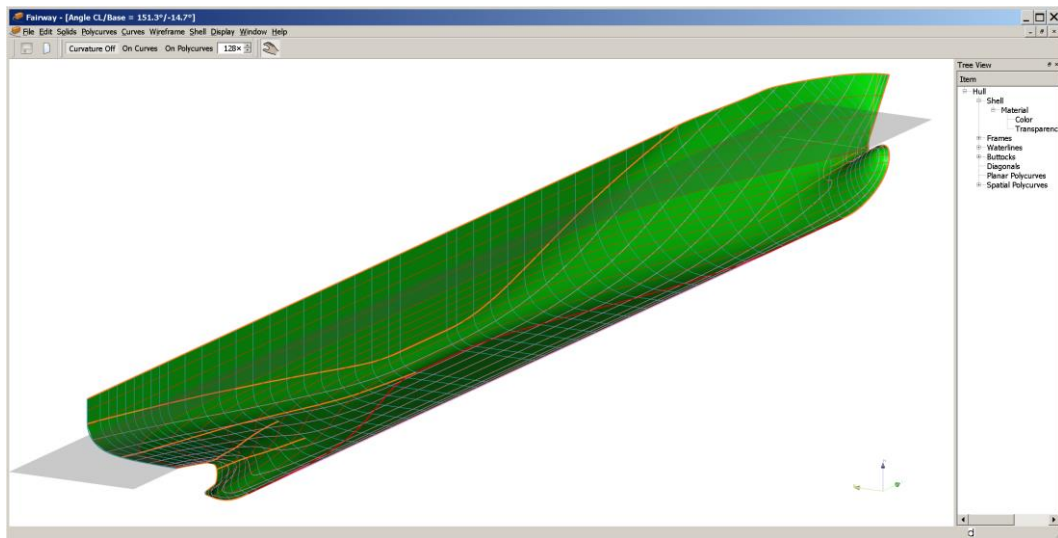 Fairway - [Angle CL/Base = 151.3°/-14.7°]
File Edit Solids Polycurves Curves Wireframe Shell Display Window Help
Curvature Off On Curves On Polycurves 128×
Tree View
Item
Hull
Shell
Material
Color
Transparenc
Frames
Waterlines
Buttocks
Diagonals
Planar Polycurves
Spatial Polycurves